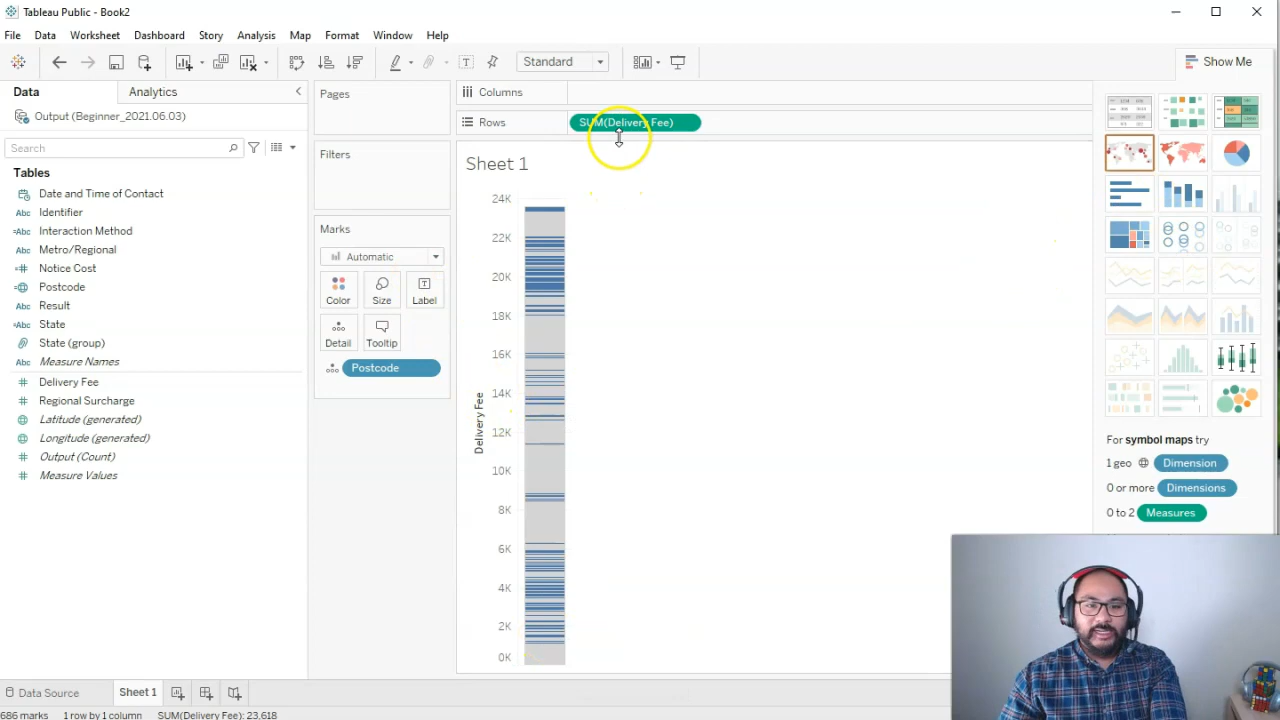 Tableau Public - Book2
File Data Worksheet Dashboard Story Analysis Map Format Window Help
Standard
Show Me
Data Analytics
Output (Beginner_2021.06.03)
Search
Tables
Date and Time of Contact
Abc Identifier
=Abc Interaction Method
Abc Metro/Regional
=# Notice Cost
Postcode
Abc Result
=Abc State
State (group)
Abc Measure Names
# Delivery Fee
# Regional Surcharge
Latitude (generated)
Longitude (generated)
# Output (Count)
# Measure Values
Pages
Filters
Marks
Automatic
Color Size Label
Detail Tooltip
Postcode
Columns
SUM(Delivery Fee)
Sheet 1
24K
22K
20K
18K
16K
14K
12K
10K
8K
6K
4K
2K
0K
Delivery Fee
For symbol maps try
1 geo Dimension
0 or more Dimensions
0 to 2 Measures
Data Source Sheet 1
686 marks 1 row by 1 column SUM(Delivery Fee): 23,618